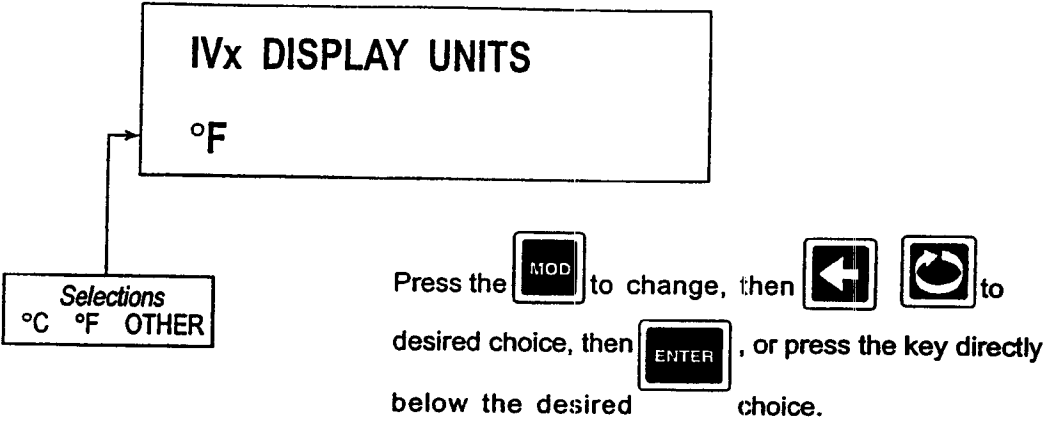 IVx DISPLAY UNITS
°F
Selections
°C °F OTHER
Press the MOD to change, then to
desired choice, then ENTER , or press the key directly
below the desired choice.